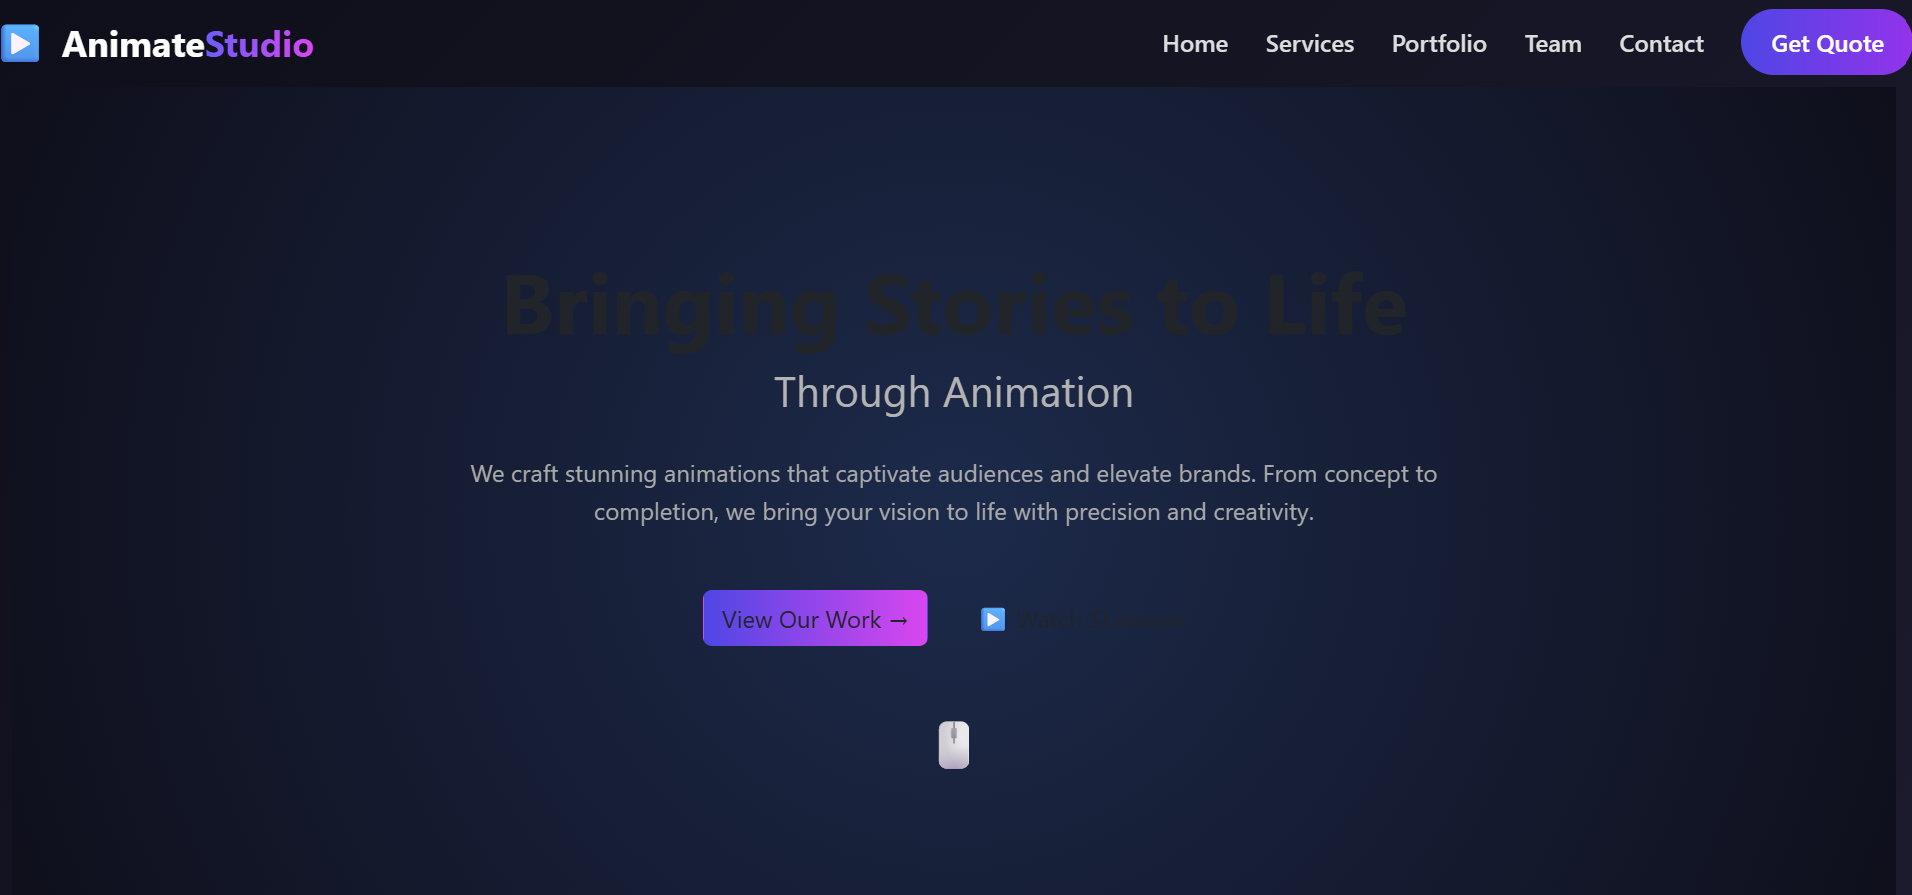 AnimateStudio
Home
Services
Portfolio
Team
Contact
Get Quote
Bringing Stories to Life
Through Animation
We craft stunning animations that captivate audiences and elevate brands. From concept to
completion, we bring your vision to life with precision and creativity.
View Our Work →
Watch Showreel